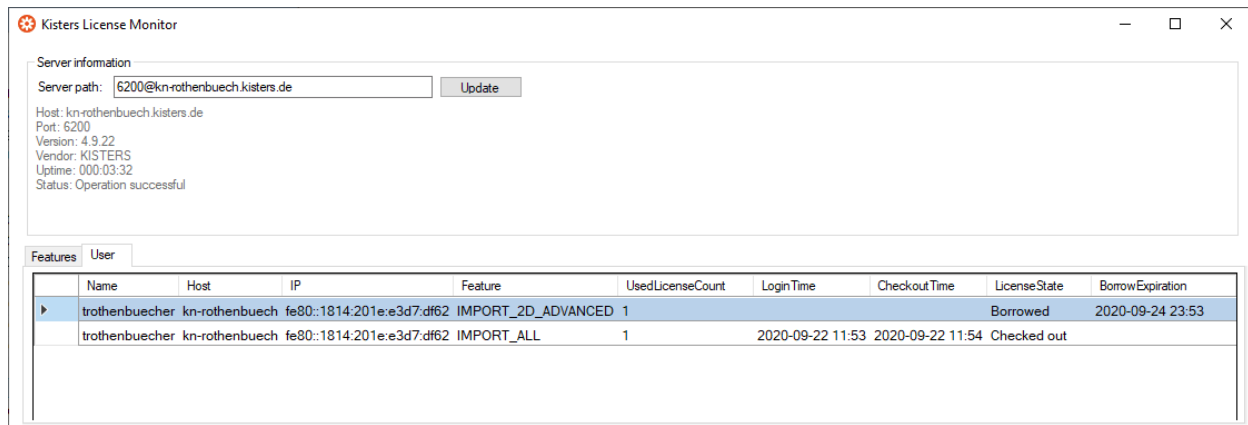 Kisters License Monitor
Server information
Server path: 6200@kn-rothenbuech.kisters.de Update
Host: kn-rothenbuech.kisters.de
Port: 6200
Version: 4.9.22
Vendor: KISTERS
Uptime: 000:03:32
Status: Operation successful
Features User
Name Host IP Feature UsedLicenseCount LoginTime CheckoutTime LicenseState BorrowExpiration
trothenbuecher kn-rothenbuech fe80::1814:201e:e3d7:df62 IMPORT_2D_ADVANCED 1 Borrowed 2020-09-24 23:53
trothenbuecher kn-rothenbuech fe80::1814:201e:e3d7:df62 IMPORT_ALL 1 2020-09-22 11:53 2020-09-22 11:54 Checked out